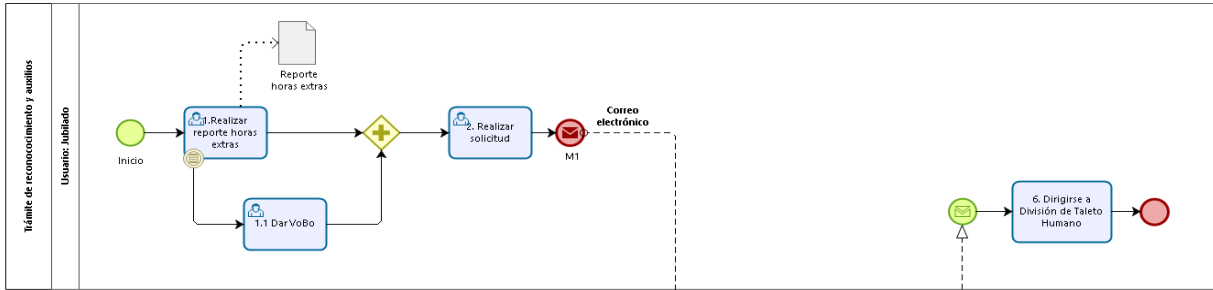 Trámite de reconococimiento y auxilios
Usuario: Jubilado
Inicio
1.Realizar
reporte horas
extras
Reporte
horas extras
1.1 Dar VoBo
2. Realizar
solicitud
M1
Correo
electrónico
6. Dirigirse a
División de Taleto
Humano